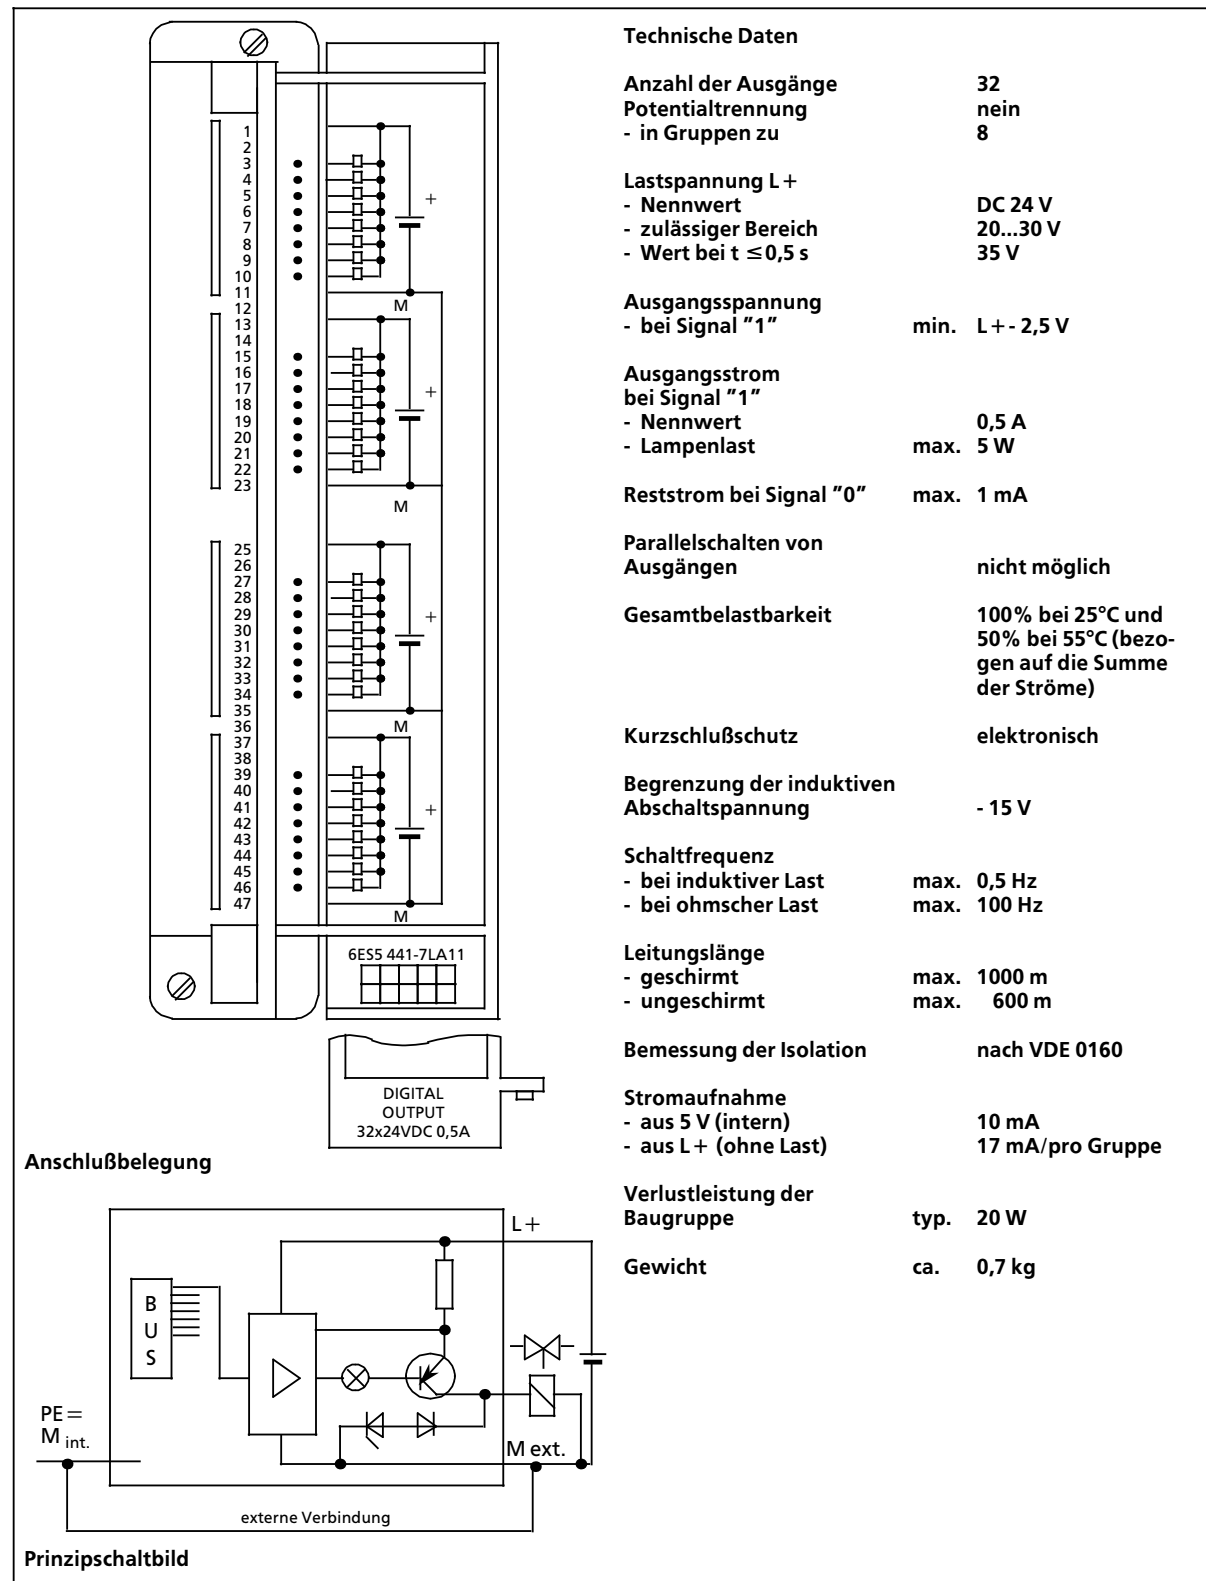 1
2
3
4
5
6
7
8
9
10
11
12
13
14
15
16
17
18
19
20
21
22
23
25
26
27
28
29
30
31
32
33
34
35
36
37
38
39
40
41
42
43
44
45
46
47
+
M
+
M
+
M
+
M
6ES5 441-7LA11
DIGITAL
OUTPUT
32x24VDC 0,5A
Anschlußbelegung
L+
B
U
S
PE=
M int.
M ext.
externe Verbindung
Prinzipschaltbild
Technische Daten
Anzahl der Ausgänge 32
Potentialtrennung nein
- in Gruppen zu 8
Lastspannung L+
- Nennwert DC 24 V
- zulässiger Bereich 20...30 V
- Wert bei t ≤0,5 s 35 V
Ausgangsspannung
- bei Signal "1" min. L+- 2,5 V
Ausgangsstrom
bei Signal "1"
- Nennwert 0,5 A
- Lampenlast max. 5 W
Reststrom bei Signal "0" max. 1 mA
Parallelschalten von
Ausgängen nicht möglich
Gesamtbelastbarkeit 100% bei 25°C und
50% bei 55°C (bezo-
gen auf die Summe
der Ströme)
Kurzschlußschutz elektronisch
Begrenzung der induktiven
Abschaltspannung - 15 V
Schaltfrequenz
- bei induktiver Last max. 0,5 Hz
- bei ohmscher Last max. 100 Hz
Leitungslänge
- geschirmt max. 1000 m
- ungeschirmt max. 600 m
Bemessung der Isolation nach VDE 0160
Stromaufnahme
- aus 5 V (intern) 10 mA
- aus L+ (ohne Last) 17 mA/pro Gruppe
Verlustleistung der
Baugruppe typ. 20 W
Gewicht ca. 0,7 kg